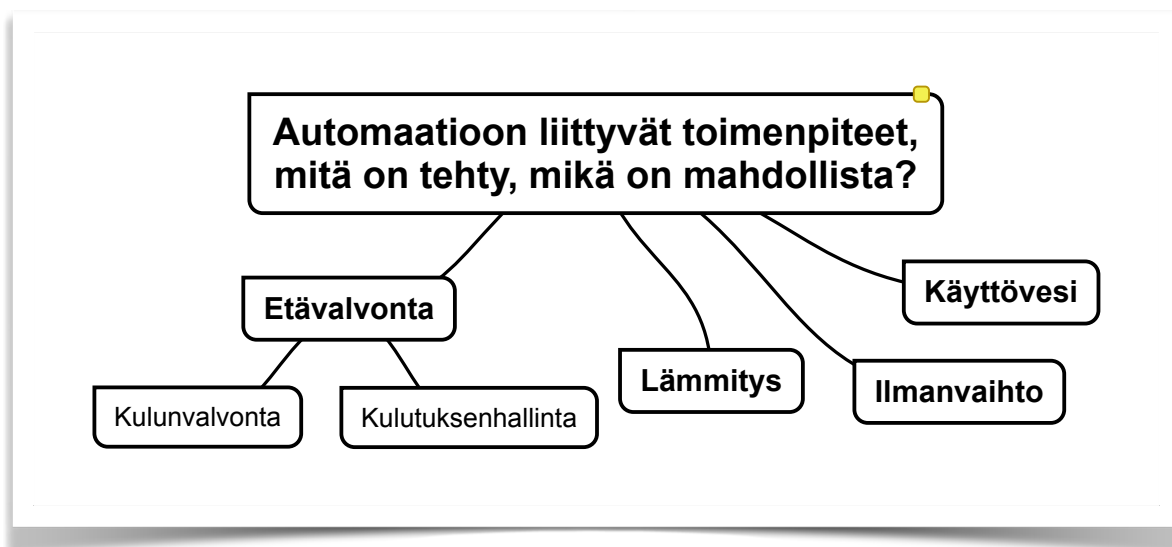 Automaatioon liittyvät toimenpiteet,
mitä on tehty, mikä on mahdollista?
Etävalvonta
Käyttövesi
Lämmitys
Ilmanvaihto
Kulunvalvonta
Kulutuksenhallinta